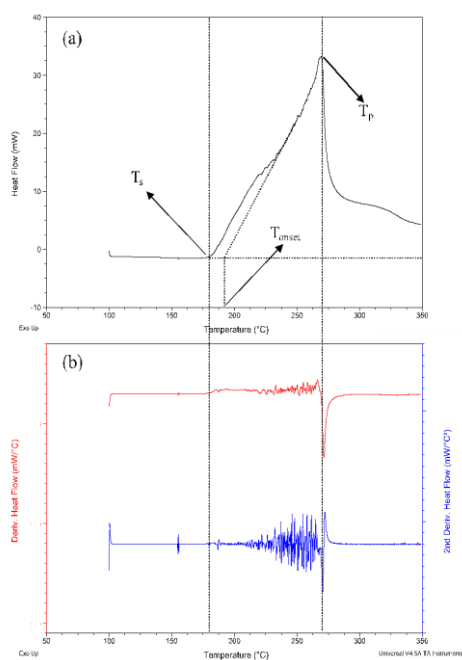 40
(a)
30
20
10
0
-10
Heat Flow (mW)
Ts
Tp
Tonset
50
100
150
200
250
300
350
Exo Up
Temperature (°C)
(b)
Deriv. Heat Flow (mW/°C)
2nd Deriv. Heat Flow (mW/°C²)
50
100
150
200
250
300
350
Exo Up
Temperature (°C)
Universal V4.5A TA Instruments